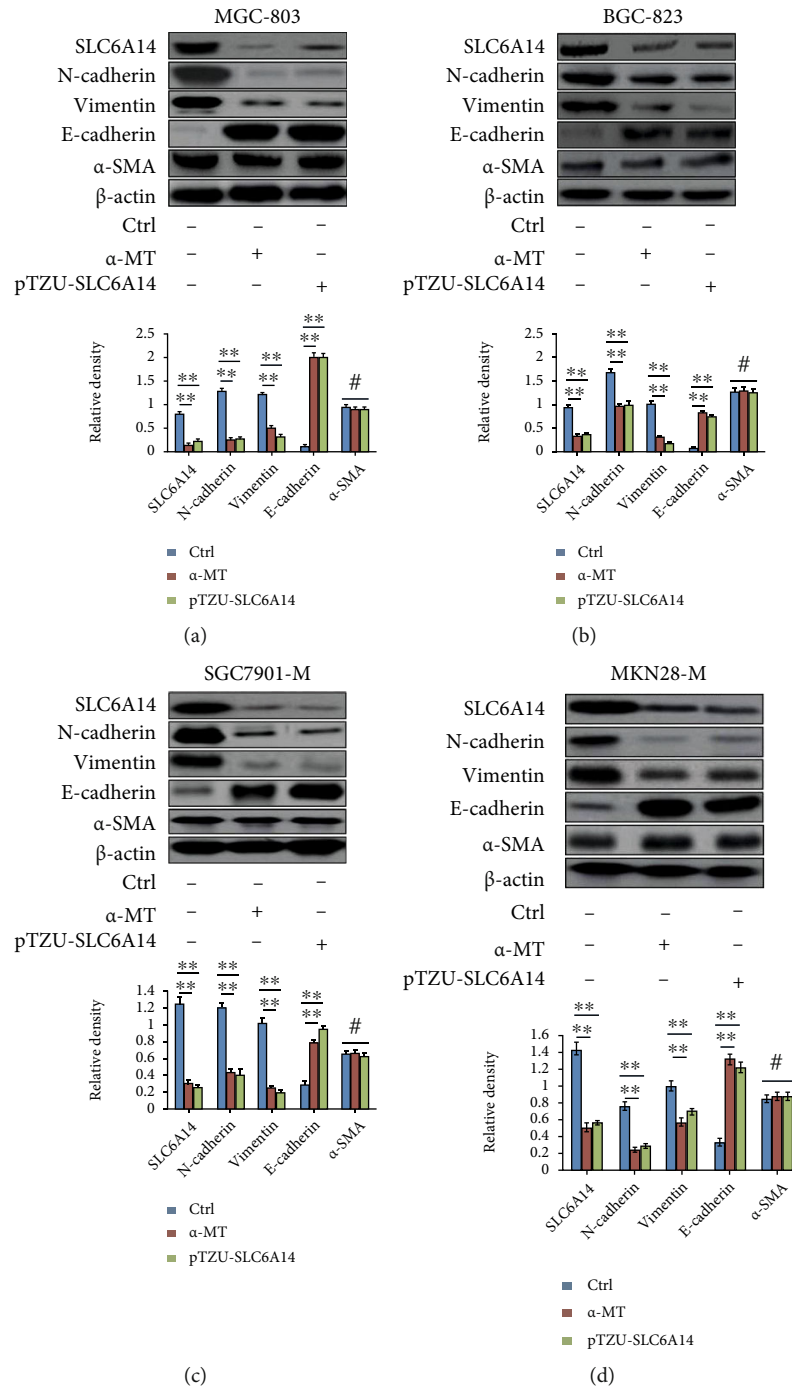 MGC-803
SLC6A14
N-cadherin
Vimentin
E-cadherin
α-SMA
β-actin
Ctrl – – –
α-MT – + –
pTZU-SLC6A14 – – +
Relative density
2.5
2
1.5
1
0.5
0
** ** ** **
** ** ** **
#
SLC6A14
N-cadherin
Vimentin
E-cadherin
α-SMA
Ctrl
α-MT
pTZU-SLC6A14
(a)
BGC-823
SLC6A14
N-cadherin
Vimentin
E-cadherin
α-SMA
β-actin
Ctrl – – –
α-MT – + –
pTZU-SLC6A14 – – +
Relative density
2.5
2
1.5
1
0.5
0
** ** ** **
** ** ** **
#
SLC6A14
N-cadherin
Vimentin
E-cadherin
α-SMA
Ctrl
α-MT
pTZU-SLC6A14
(b)
SGC7901-M
SLC6A14
N-cadherin
Vimentin
E-cadherin
α-SMA
β-actin
Ctrl – – –
α-MT – + –
pTZU-SLC6A14 – – +
Relative density
1.4
1.2
1
0.8
0.6
0.4
0.2
0
** ** ** **
** ** ** **
#
SLC6A14
N-cadherin
Vimentin
E-cadherin
α-SMA
Ctrl
α-MT
pTZU-SLC6A14
(c)
MKN28-M
SLC6A14
N-cadherin
Vimentin
E-cadherin
α-SMA
β-actin
Ctrl – – –
α-MT – + –
pTZU-SLC6A14 – – +
Relative density
1.6
1.4
1.2
1
0.8
0.6
0.4
0.2
0
** ** ** **
** ** ** **
#
SLC6A14
N-cadherin
Vimentin
E-cadherin
α-SMA
Ctrl
α-MT
pTZU-SLC6A14
(d)